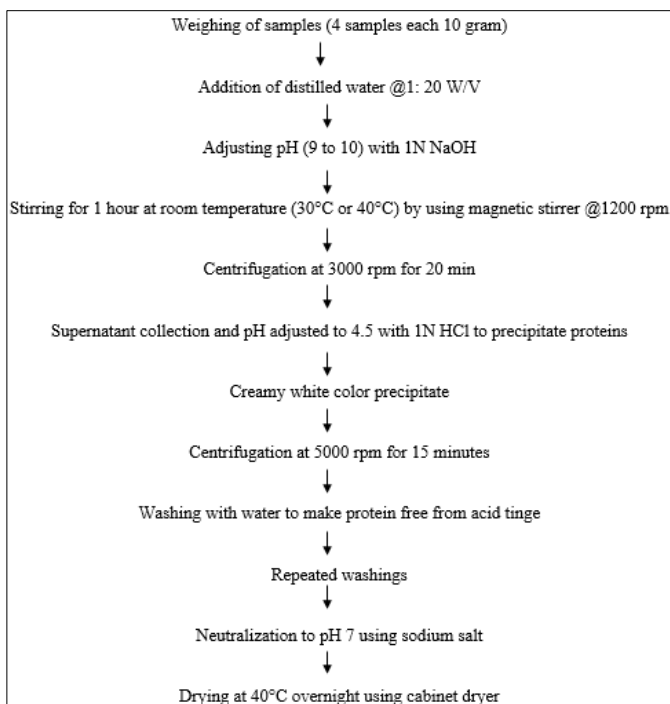 Weighing of samples (4 samples each 10 gram)
Addition of distilled water @1: 20 W/V
Adjusting pH (9 to 10) with 1N NaOH
Stirring for 1 hour at room temperature (30°C or 40°C) by using magnetic stirrer @1200 rpm
Centrifugation at 3000 rpm for 20 min
Supernatant collection and pH adjusted to 4.5 with 1N HCl to precipitate proteins
Creamy white color precipitate
Centrifugation at 5000 rpm for 15 minutes
Washing with water to make protein free from acid tinge
Repeated washings
Neutralization to pH 7 using sodium salt
Drying at 40°C overnight using cabinet dryer